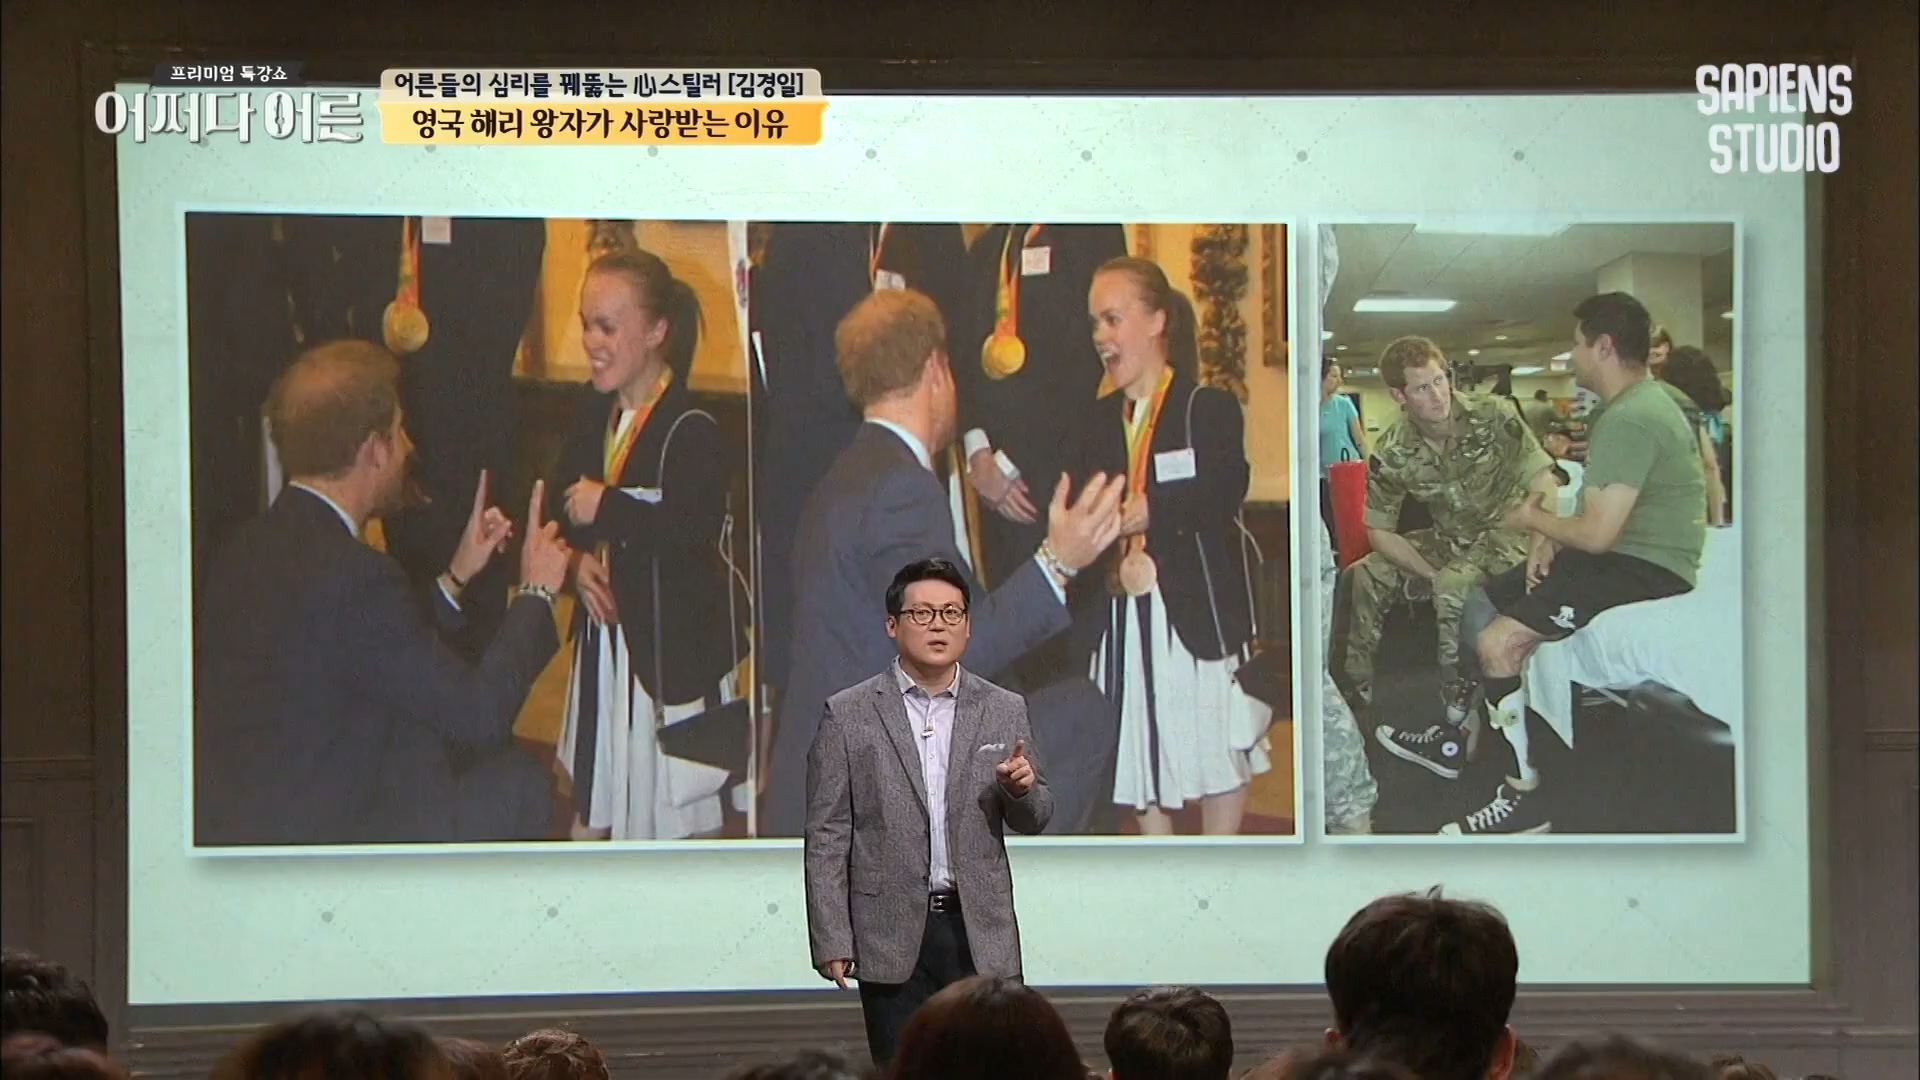 프리미엄 특강쇼
어쩌다 어른
어른들의 심리를 꿰뚫는 心스틸러 [김경일]
영국 해리 왕자가 사랑받는 이유
SAPIENS
STUDIO